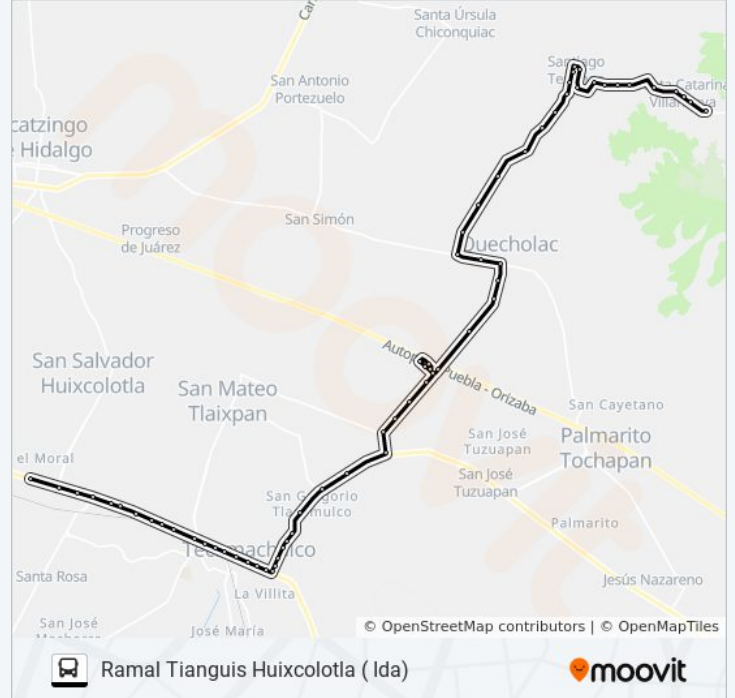 Santa Úrsula
Chiconquiac
San Antonio
Portezuelo
Santiago
Catarina
catzingo
Hidalgo
San Simón
Progreso
de Juárez
Quecholac
Autopista Puebla - Orizaba
San Salvador
Huixcolotla
San Mateo
Tlaixpan
San Cayetano
San José
Tuzuapan
Palmarito
Tochapan
el Moral
San José
Tuzuapan
San Gregorio
Palmarito
Tecamachalco
Santa Rosa
Jesús Nazareno
La Villita
San José
José María
© OpenStreetMap contributors | © OpenMapTiles
Ramal Tianguis Huixcolotla ( Ida)
moovit
moovit